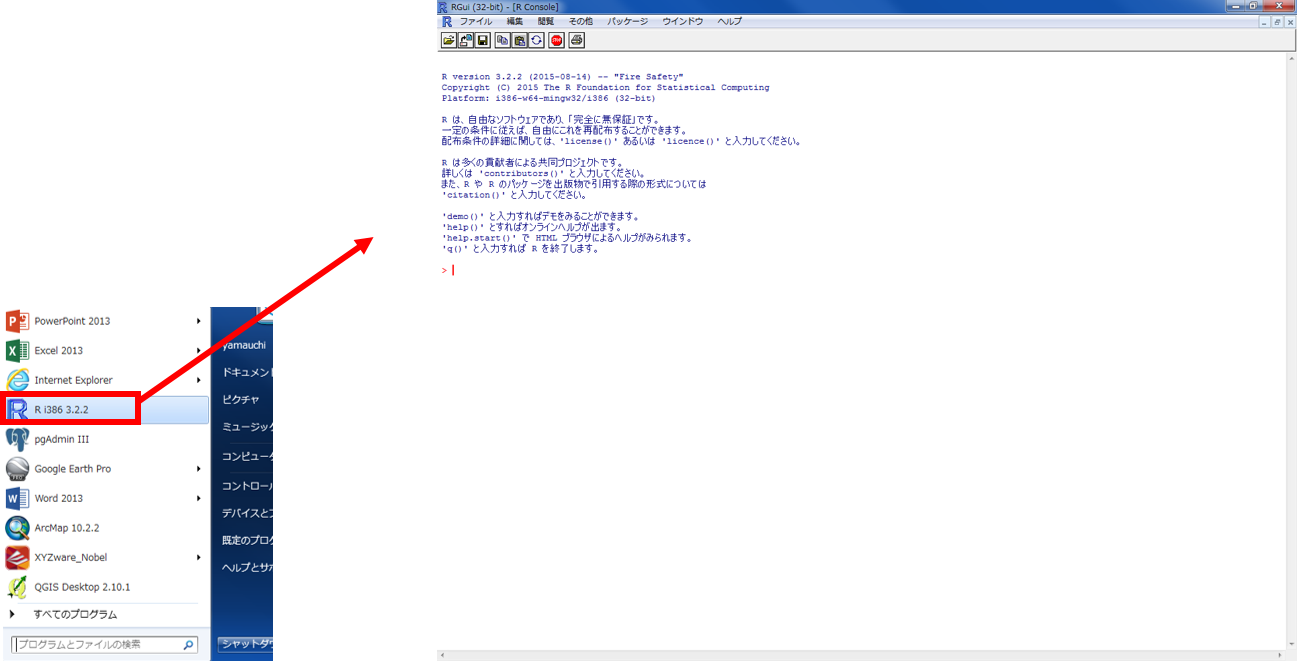 PowerPoint 2013
Excel 2013
Internet Explorer
R i386 3.2.2
pgAdmin III
Google Earth Pro
Word 2013
ArcMap 10.2.2
XYZware_Nobel
QGIS Desktop 2.10.1
すべてのプログラム
プログラムとファイルの検索
yamauchi
ドキュメン
ピクチャ
ミュージッ
コンピュー
コントロー
デバイスと
既定のプロ
ヘルプとサ
シャットダ
RGui (32-bit) - [R Console]
ファイル 編集 閲覧 その他 パッケージ ウインドウ ヘルプ
R version 3.2.2 (2015-08-14) -- "Fire Safety"
Copyright (C) 2015 The R Foundation for Statistical Computing
Platform: i386-w64-mingw32/i386 (32-bit)
R は、自由なソフトウェアであり、「完全に無保証」です。
一定の条件に従えば、自由にこれを再配布することができます。
配布条件の詳細に関しては、'license()' あるいは 'licence()' と入力してください。
R は多くの貢献者による共同プロジェクトです。
詳しくは 'contributors()' と入力してください。
また、R や R のパッケージを出版物で引用する際の形式については
'citation()' と入力してください。
'demo()' と入力すればデモをみることができます。
'help()' とすればオンラインヘルプが出ます。
'help.start()' で HTML ブラウザによるヘルプがみられます。
'q()' と入力すれば R を終了します。
>